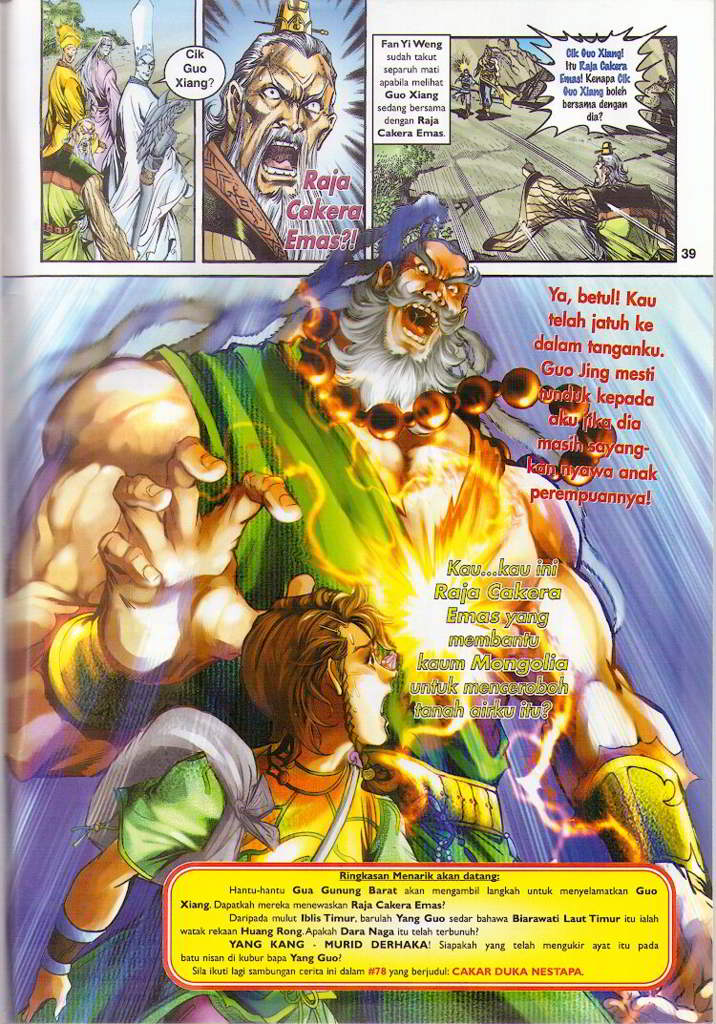 Cik
Guo
Xiang?
Raja
Cakera
Emas?!
Fan Yi Weng
sudah takut
separuh mati
apabila melihat
Guo Xiang
sedang bersama
dengan Raja
Cakera Emas.
Cik Guo Xiang!
Itu Raja Cakera
Emas! Kenapa Cik
Guo Xiang boleh
bersama dengan
dia?
39
Ya, betul! Kau
telah jatuh ke
dalam tanganku.
Guo Jing mesti
tunduk kepada
aku jika dia
masih sayang-
kan nyawa anak
perempuannya!
Kau...kau ini
Raja Cakera
Emas yang
membantu
kaum Mongolia
untuk menceroboh
tanah airku itu?
Ringkasan Menarik akan datang:
Hantu-hantu Gua Gunung Barat akan mengambil langkah untuk menyelamatkan Guo
Xiang. Dapatkah mereka menewaskan Raja Cakera Emas?
Daripada mulut Iblis Timur, barulah Yang Guo sedar bahawa Biarawati Laut Timur itu ialah
watak rekaan Huang Rong. Apakah Dara Naga itu telah terbunuh?
YANG KANG - MURID DERHAKA! Siapakah yang telah mengukir ayat itu pada
batu nisan di kubur bapa Yang Guo?
Sila ikuti lagi sambungan cerita ini dalam #78 yang berjudul: CAKAR DUKA NESTAPA.